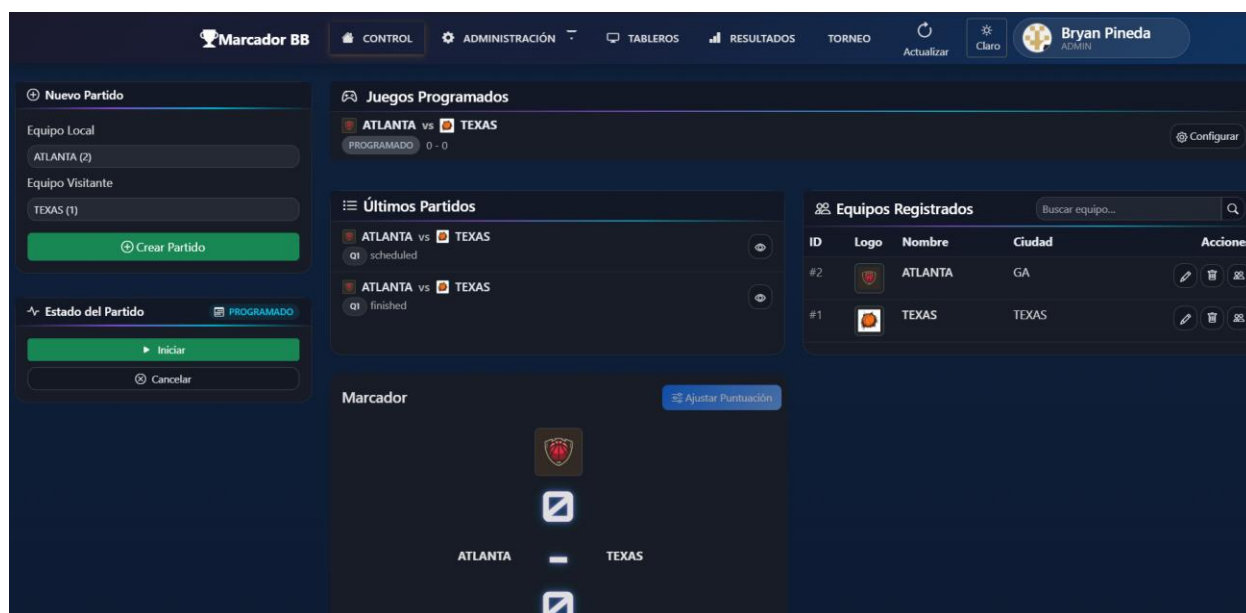 Marcador BB
CONTROL
ADMINISTRACIÓN
TABLEROS
RESULTADOS
TORNEO
Actualizar
Claro
Bryan Pineda
ADMIN
Nuevo Partido
Equipo Local
ATLANTA (2)
Equipo Visitante
TEXAS (1)
Crear Partido
Estado del Partido PROGRAMADO
Iniciar
Cancelar
Juegos Programados
ATLANTA vs TEXAS
PROGRAMADO 0 - 0
Configurar
Últimos Partidos
ATLANTA vs TEXAS
Q1 scheduled
ATLANTA vs TEXAS
Q1 finished
Equipos Registrados
Buscar equipo...
ID Logo Nombre Ciudad Accione
#2 ATLANTA GA
#1 TEXAS TEXAS
Marcador
Ajustar Puntuación
0
ATLANTA - TEXAS
0